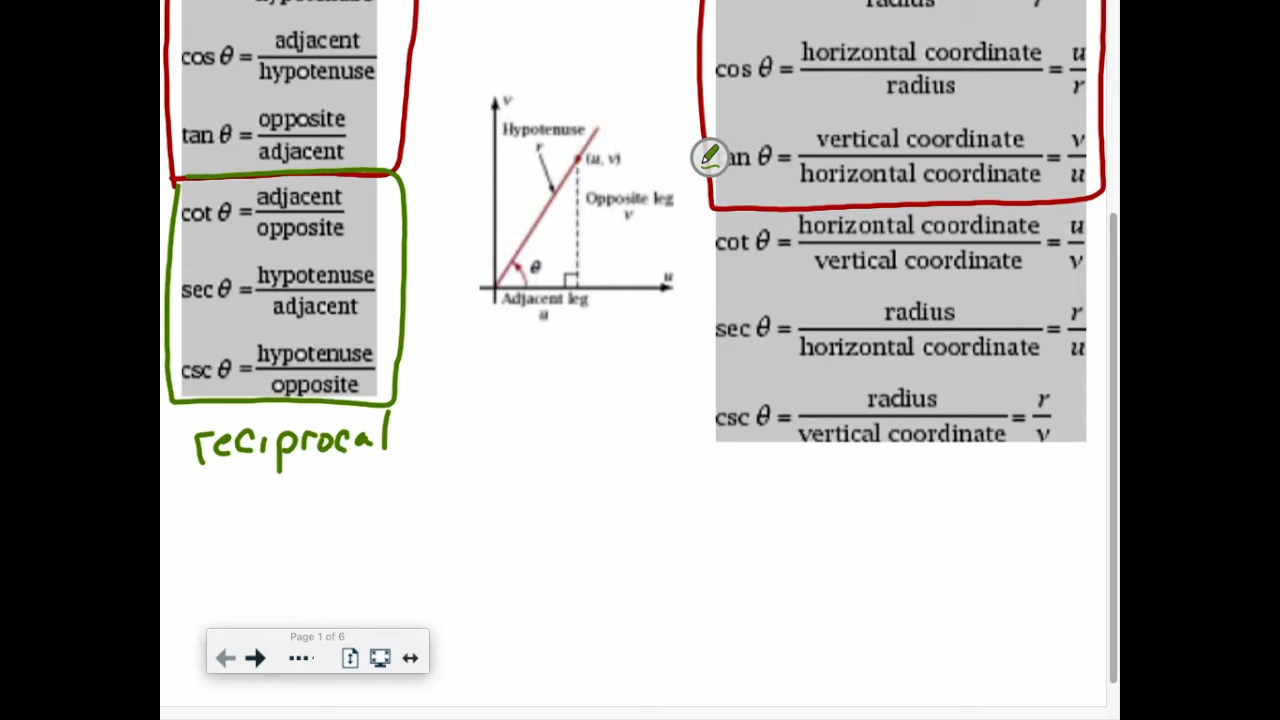 hypotenuse
cos θ = adjacent / hypotenuse
tan θ = opposite / adjacent
cot θ = adjacent / opposite
sec θ = hypotenuse / adjacent
csc θ = hypotenuse / opposite
reciprocal
v
Hypotenuse
r
(u, v)
Opposite leg
v
θ
u
Adjacent leg
u
radius r
cos θ = horizontal coordinate / radius = u / r
an θ = vertical coordinate / horizontal coordinate = v / u
cot θ = horizontal coordinate / vertical coordinate = u / v
sec θ = radius / horizontal coordinate = r / u
csc θ = radius / vertical coordinate = r / v
Page 1 of 6